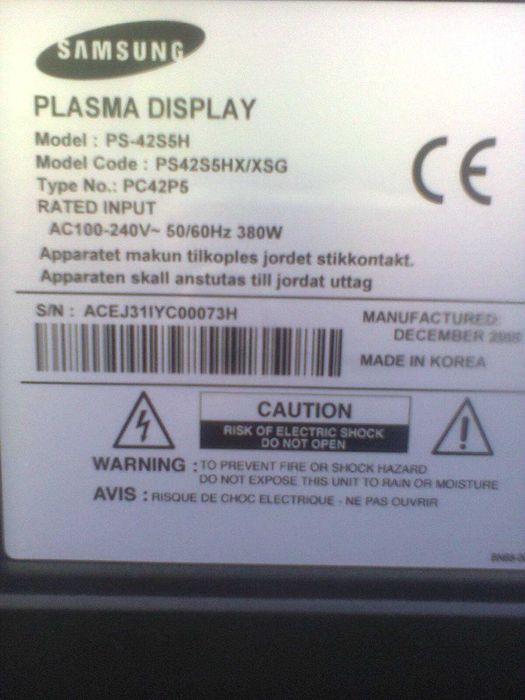 SAMSUNG
PLASMA DISPLAY
Model : PS-42S5H
Model Code : PS42S5HX/XSG
Type No.: PC42P5
RATED INPUT
AC100-240V~ 50/60Hz 380W
Apparatet makun tilkoples jordet stikkontakt.
Apparaten skall anstutas till jordat uttag
CE
S/N : ACEJ31IYC00073H
MANUFACTURED:
DECEMBER
MADE IN KOREA
CAUTION
RISK OF ELECTRIC SHOCK
DO NOT OPEN
WARNING : TO PREVENT FIRE OR SHOCK HAZARD
DO NOT EXPOSE THIS UNIT TO RAIN OR MOISTURE
AVIS : RISQUE DE CHOC ELECTRIQUE - NE PAS OUVRIR